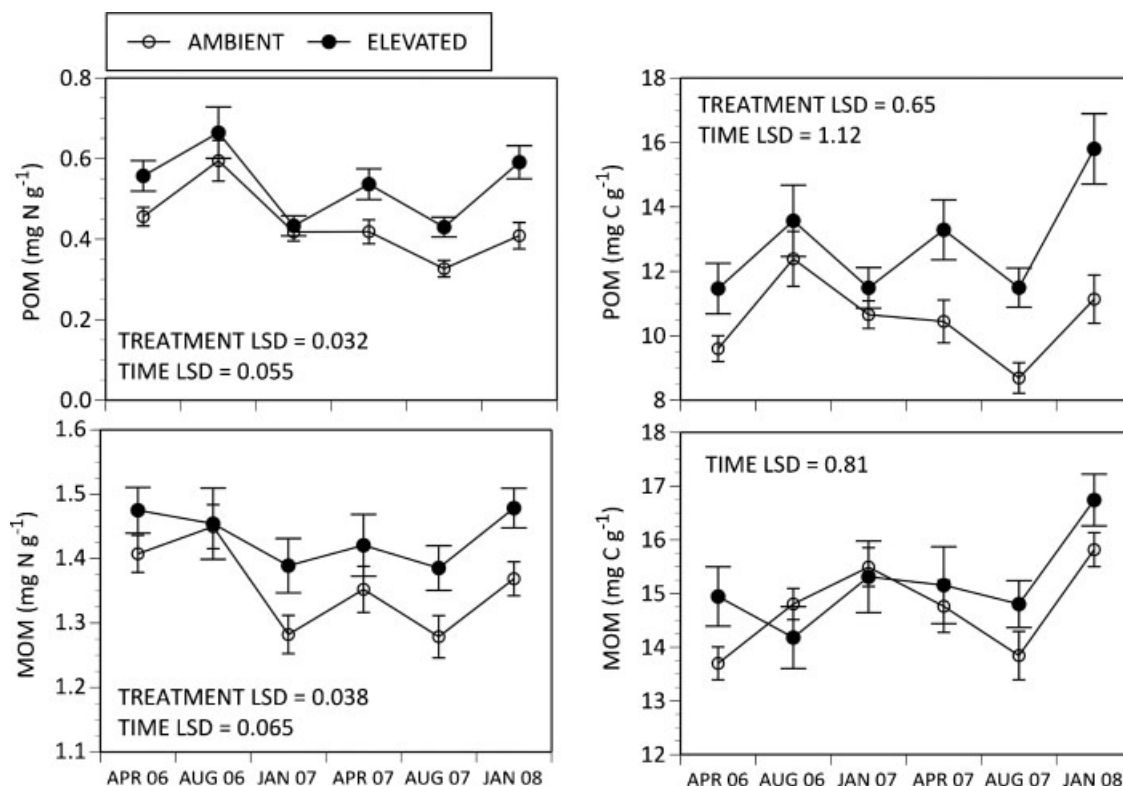 AMBIENT ELEVATED
0.8
0.6
0.4
0.2
0.0
POM (mg N g⁻¹)
TREATMENT LSD = 0.032
TIME LSD = 0.055
18
16
14
12
10
8
POM (mg C g⁻¹)
TREATMENT LSD = 0.65
TIME LSD = 1.12
1.6
1.5
1.4
1.3
1.2
1.1
MOM (mg N g⁻¹)
TREATMENT LSD = 0.038
TIME LSD = 0.065
APR 06 AUG 06 JAN 07 APR 07 AUG 07 JAN 08
18
17
16
15
14
13
12
MOM (mg C g⁻¹)
TIME LSD = 0.81
APR 06 AUG 06 JAN 07 APR 07 AUG 07 JAN 08